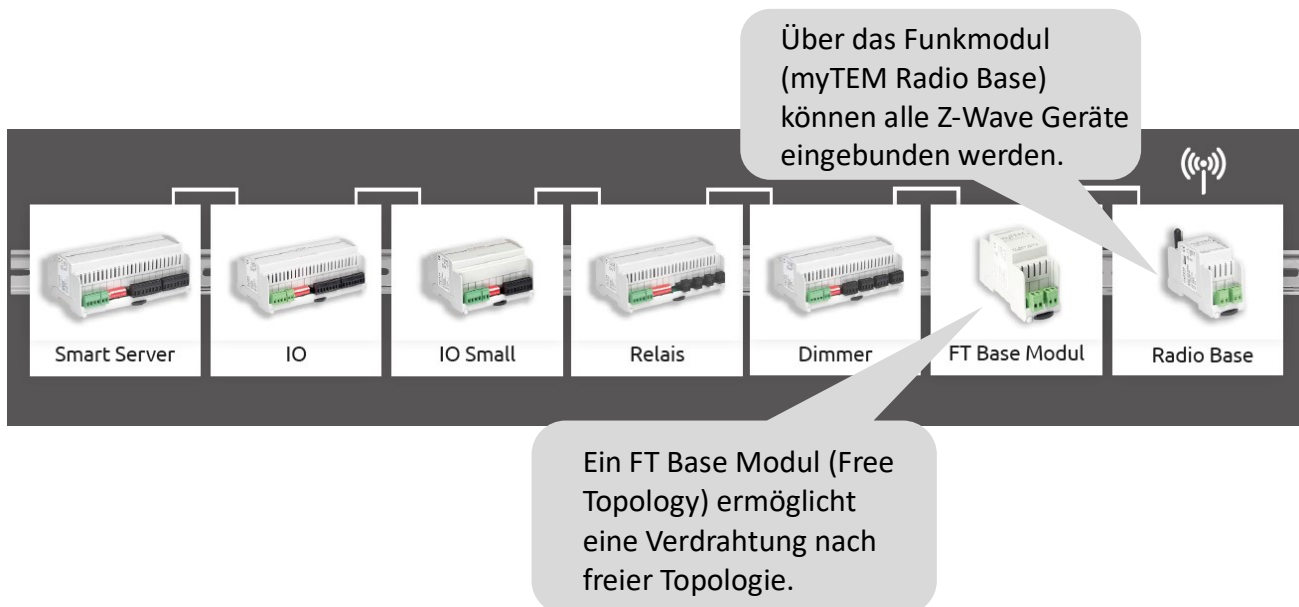 Über das Funkmodul
(myTEM Radio Base)
können alle Z-Wave Geräte
eingebunden werden.
Smart Server
IO
IO Small
Relais
Dimmer
FT Base Modul
Radio Base
Ein FT Base Modul (Free
Topology) ermöglicht
eine Verdrahtung nach
freier Topologie.